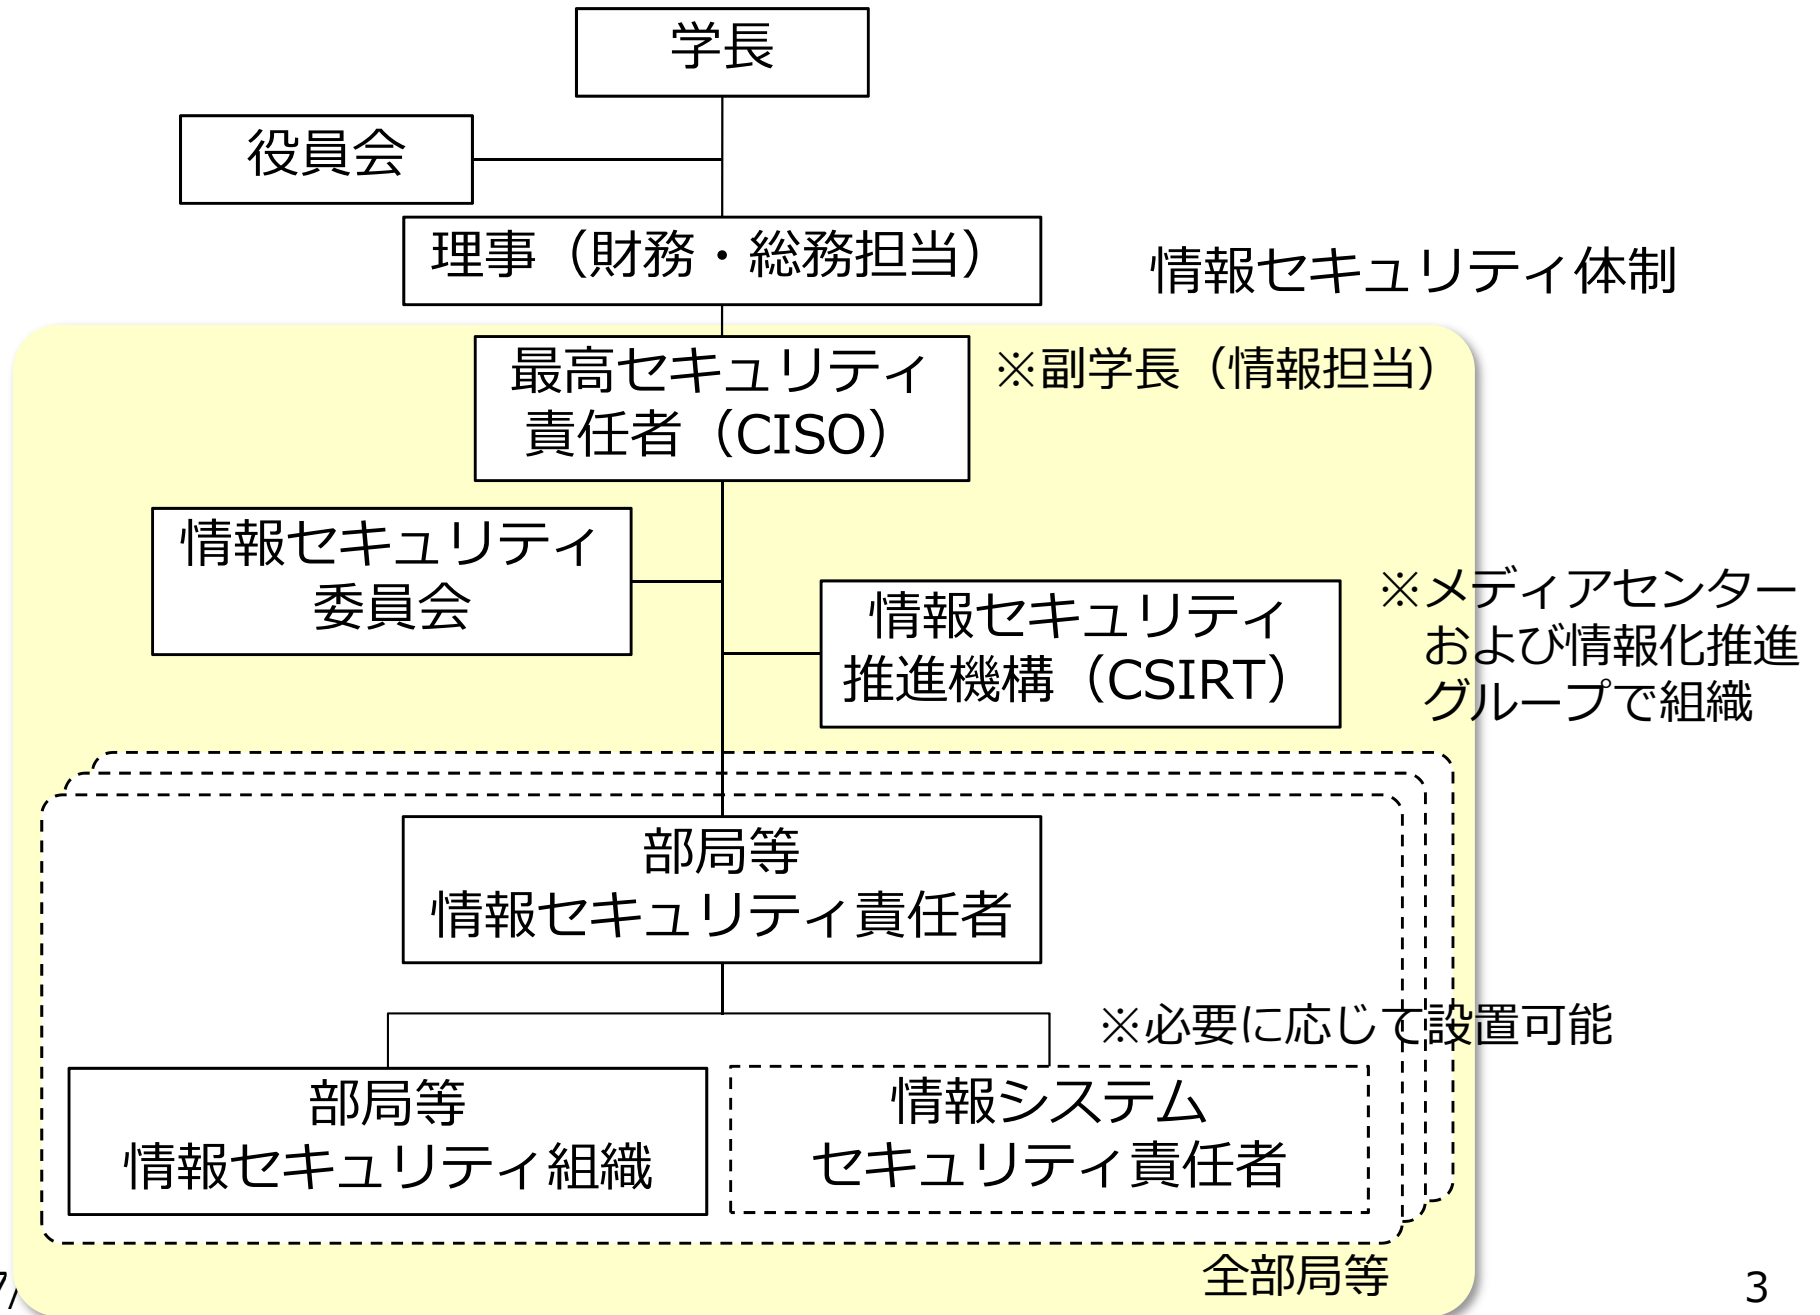 学長
役員会
理事（財務・総務担当）
情報セキュリティ体制
最高セキュリティ
責任者（CISO）
※副学長（情報担当）
情報セキュリティ
委員会
情報セキュリティ
推進機構（CSIRT）
※メディアセンター
および情報化推進
グループで組織
部局等
情報セキュリティ責任者
※必要に応じて設置可能
部局等
情報セキュリティ組織
情報システム
セキュリティ責任者
全部局等
3